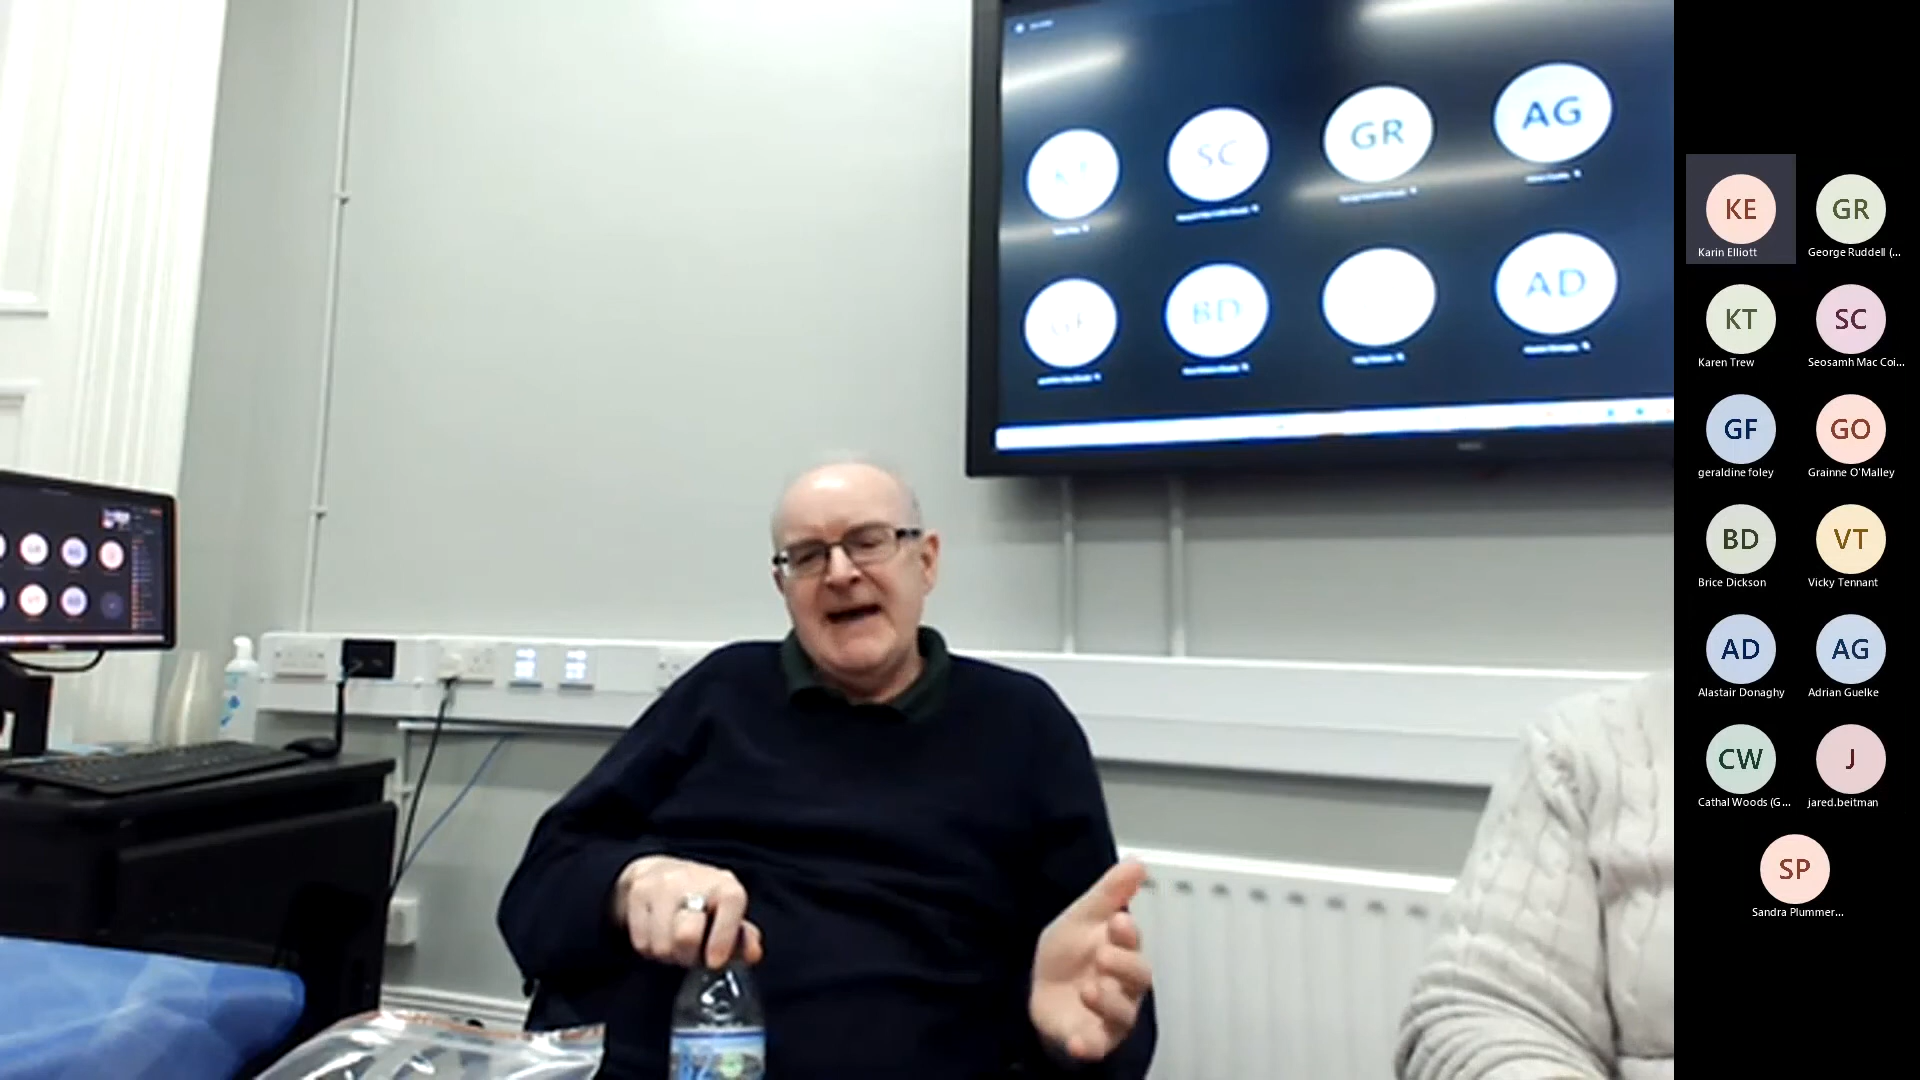 SC
GR
AG
BD
AD
KE
Karin Elliott
GR
George Ruddell (...
KT
Karen Trew
SC
Seosamh Mac Coi...
GF
geraldine foley
GO
Grainne O'Malley
BD
Brice Dickson
VT
Vicky Tennant
AD
Alastair Donaghy
AG
Adrian Guelke
CW
Cathal Woods (G...
J
jared.beitman
SP
Sandra Plummer...